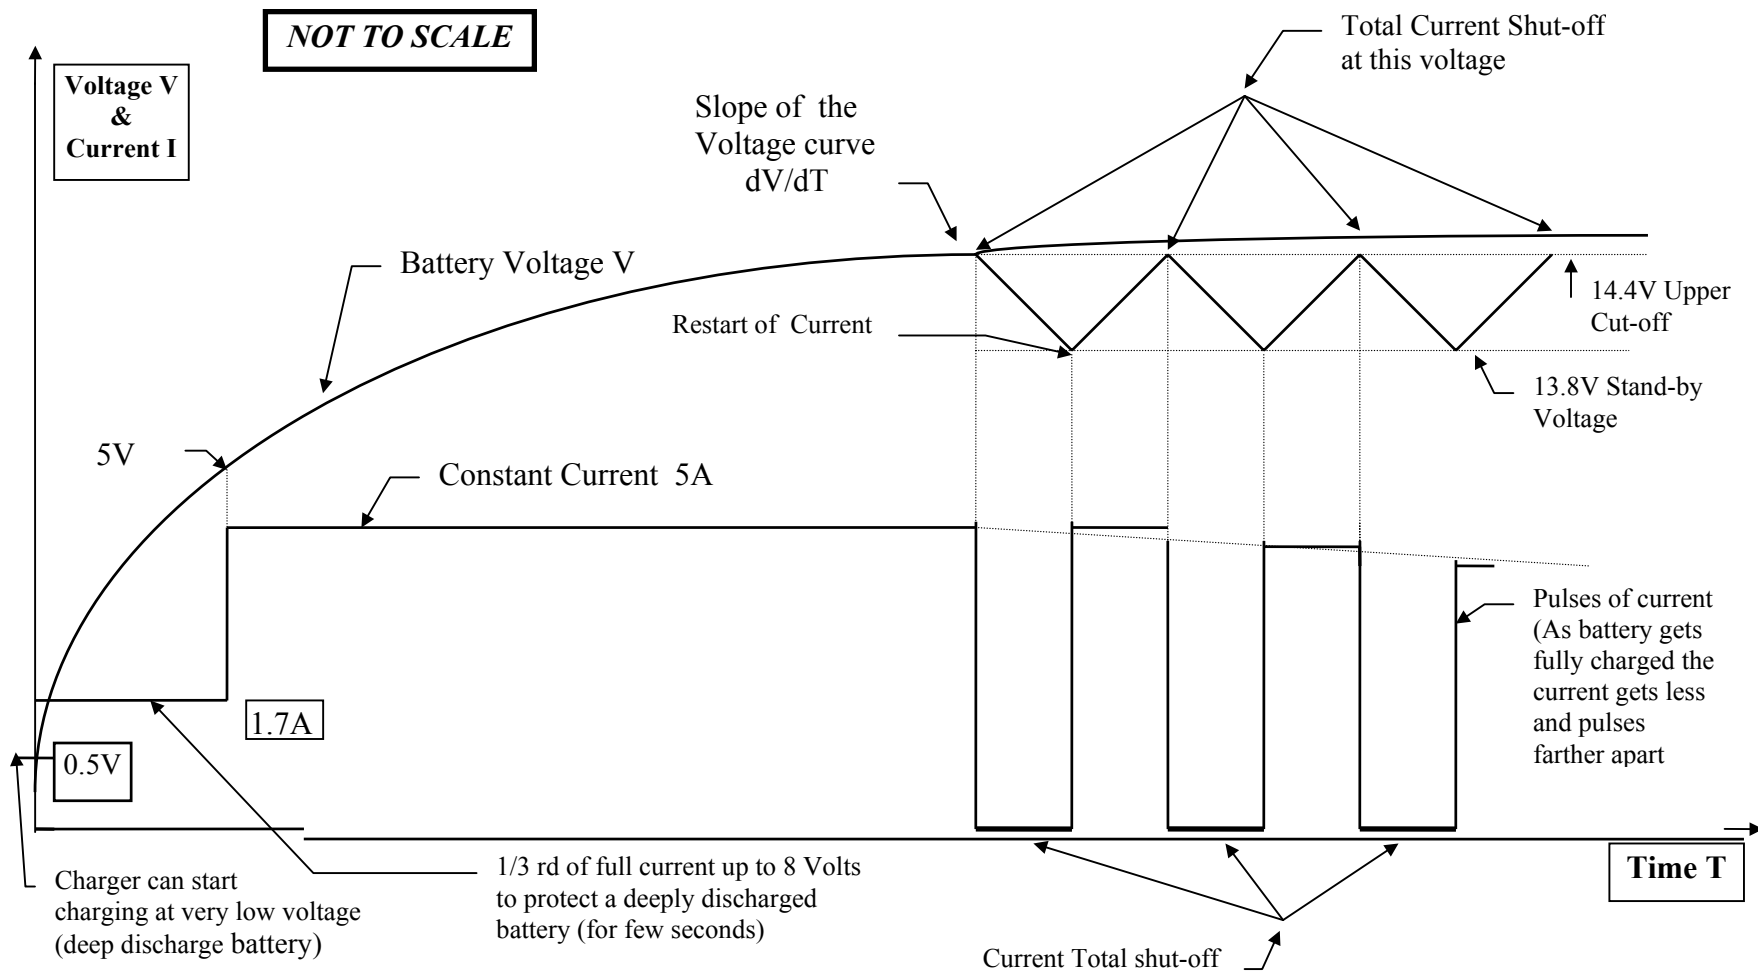 NOT TO SCALE
Total Current Shut-off
at this voltage
Voltage V
&
Current I
Slope of the
Voltage curve
dV/dT
Battery Voltage V
14.4V Upper
Cut-off
Restart of Current
13.8V Stand-by
Voltage
5V
Constant Current 5A
Pulses of current
(As battery gets
fully charged the
current gets less
and pulses
farther apart
1.7A
0.5V
Time T
Charger can start
charging at very low voltage
(deep discharge battery)
1/3 rd of full current up to 8 Volts
to protect a deeply discharged
battery (for few seconds)
Current Total shut-off